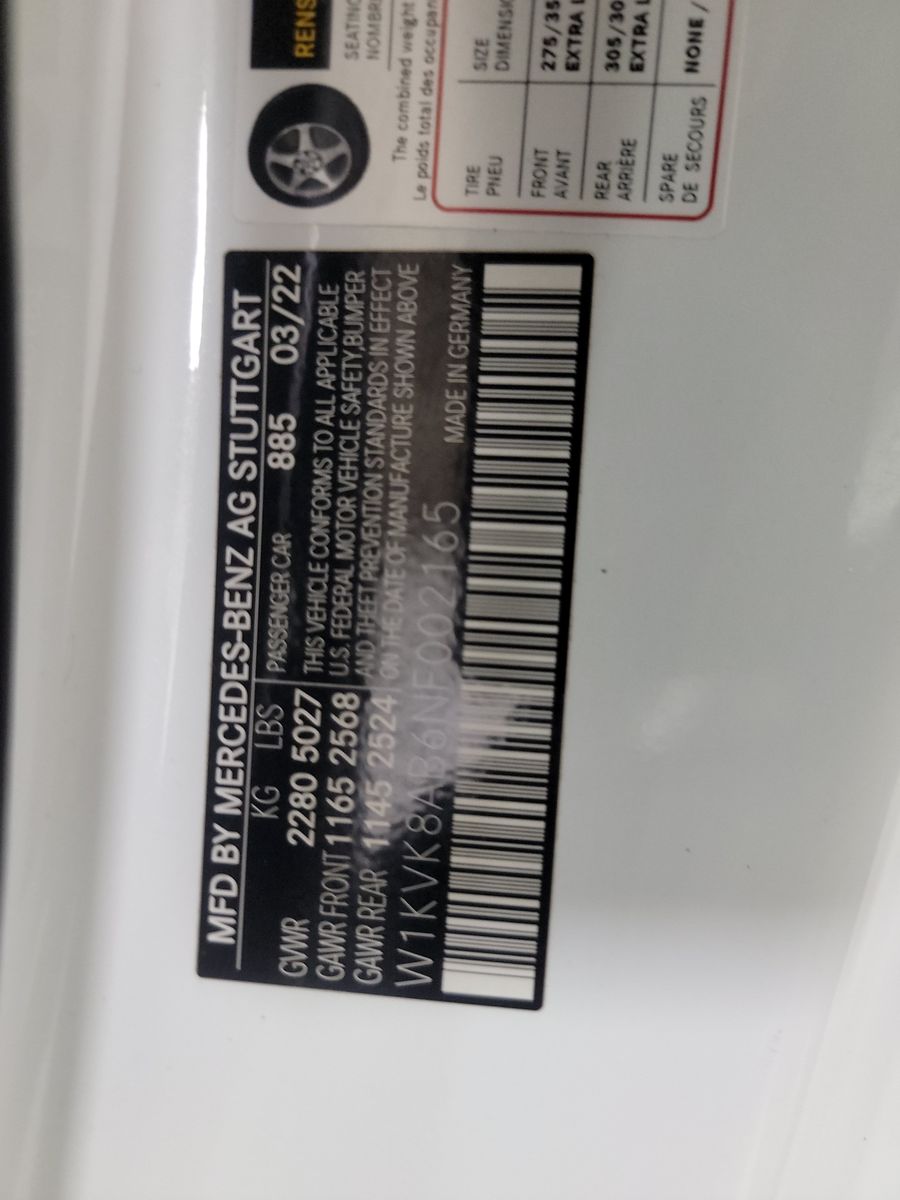 MFD BY MERCEDES-BENZ AG STUTTGART
KG LBS PASSENGER CAR 885 03/22
GVWR 2280 5027 THIS VEHICLE CONFORMS TO ALL APPLICABLE
GAWR FRONT 1165 2568 U.S. FEDERAL MOTOR VEHICLE SAFETY,BUMPER
GAWR REAR 1145 2524 AND THEFT PREVENTION STANDARDS IN EFFECT
ON THE DATE OF MANUFACTURE SHOWN ABOVE
W1KVK8AB6NF002165 MADE IN GERMANY
RENS
SEATING
NOMBRE
The combined weight
Le poids total des occupan
TIRE SIZE
PNEU DIMENSIO
FRONT 275/35
AVANT EXTRA L
REAR 305/30
ARRIÈRE EXTRA L
SPARE NONE /
DE SECOURS